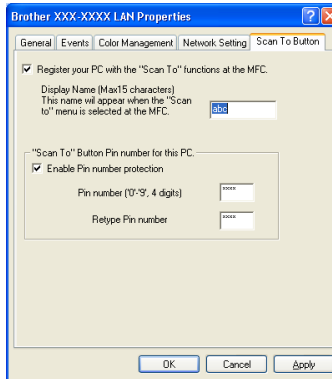 Brother XXX-XXXX LAN Properties
General Events Color Management Network Setting Scan To Button
Register your PC with the "Scan To" functions at the MFC.
Display Name (Max15 characters)
This name wil appear when the "Scan
to" menu is selected at the MFC.
abc
"Scan To" Button Pin number for this PC.
Enable Pin number protection
Pin number ('0'-'9', 4 digits)
xxxx
Retype Pin number
xxxx
OK Cancel Apply